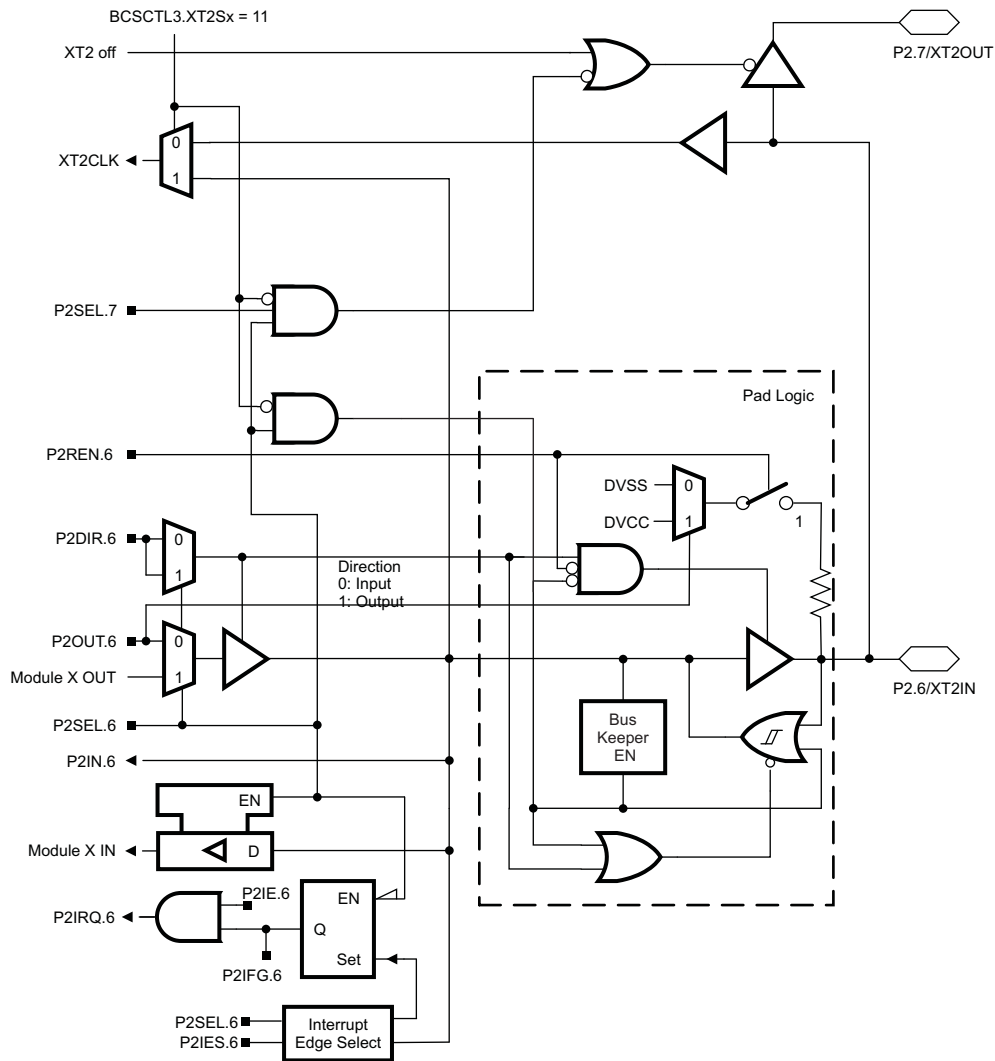 BCSCTL3.XT2Sx = 11
XT2 off
P2.7/XT2OUT
0
XT2CLK
1
P2SEL.7
Pad Logic
P2REN.6
DVSS
0
DVCC
1
1
P2DIR.6
0
1
Direction
0: Input
1: Output
P2OUT.6
0
Module X OUT
1
P2.6/XT2IN
P2SEL.6
Bus
Keeper
EN
P2IN.6
EN
Module X IN
D
P2IE.6
EN
P2IRQ.6
Q
P2IFG.6
Set
P2SEL.6
P2IES.6
Interrupt
Edge Select